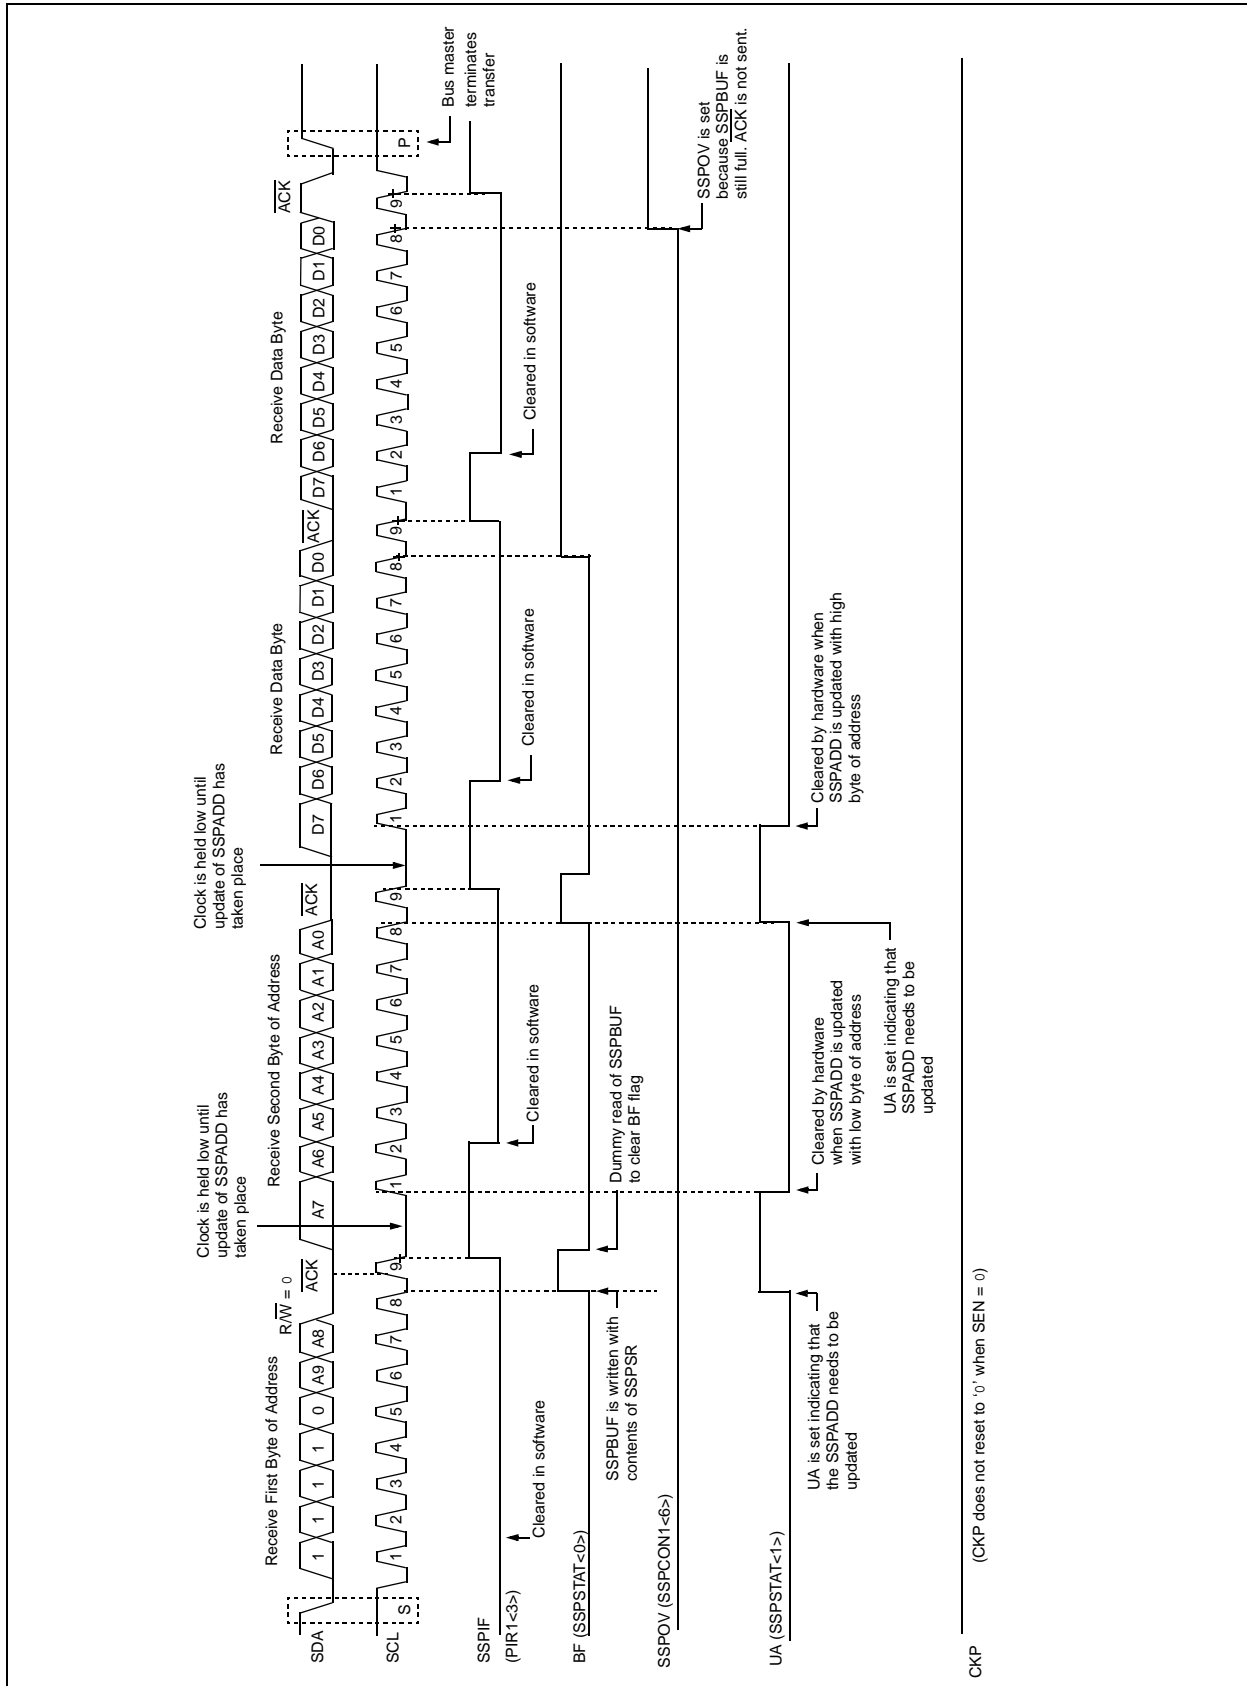 Receive First Byte of Address
R/W = 0
ACK
Clock is held low until
update of SSPADD has
taken place
Receive Second Byte of Address
ACK
Clock is held low until
update of SSPADD has
taken place
Receive Data Byte
ACK
Receive Data Byte
ACK
SDA
1 1 1 1 0 A9 A8
A7 A6 A5 A4 A3 A2 A1 A0
D7 D6 D5 D4 D3 D2 D1 D0
D7 D6 D5 D4 D3 D2 D1 D0
SCL
S
1 2 3 4 5 6 7 8 9
1 2 3 4 5 6 7 8 9
1 2 3 4 5 6 7 8 9
1 2 3 4 5 6 7 8 9
P
Bus master
terminates
transfer
SSPIF
(PIR1<3>)
Cleared in software
Cleared in software
Cleared in software
Cleared in software
BF (SSPSTAT<0>)
SSPBUF is written with
contents of SSPSR
Dummy read of SSPBUF
to clear BF flag
SSPOV (SSPCON1<6>)
SSPOV is set
because SSPBUF is
still full. ACK is not sent.
UA (SSPSTAT<1>)
UA is set indicating that
the SSPADD needs to be
updated
Cleared by hardware
when SSPADD is updated
with low byte of address
UA is set indicating that
SSPADD needs to be
updated
Cleared by hardware when
SSPADD is updated with high
byte of address
CKP
(CKP does not reset to ‘0’ when SEN = 0)